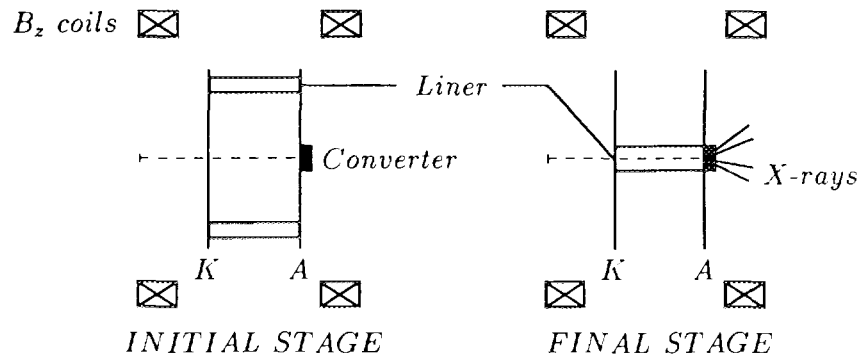 B_z coils
Liner
Converter
X-rays
K A K A
INITIAL STAGE FINAL STAGE